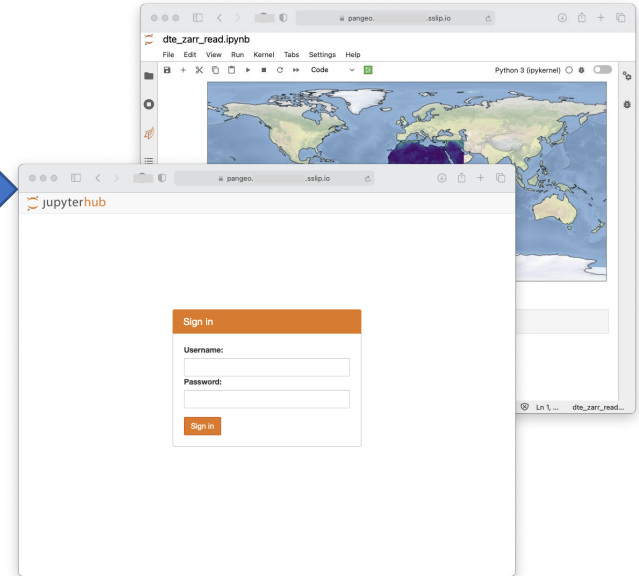 pangeo. .sslip.io
dte_zarr_read.ipynb
File Edit View Run Kernel Tabs Settings Help
Code
Python 3 (ipykernel)
pangeo. .sslip.io
jupyterhub
Sign in
Username:
Password:
Sign in
Ln 1, ... dte_zarr_read...